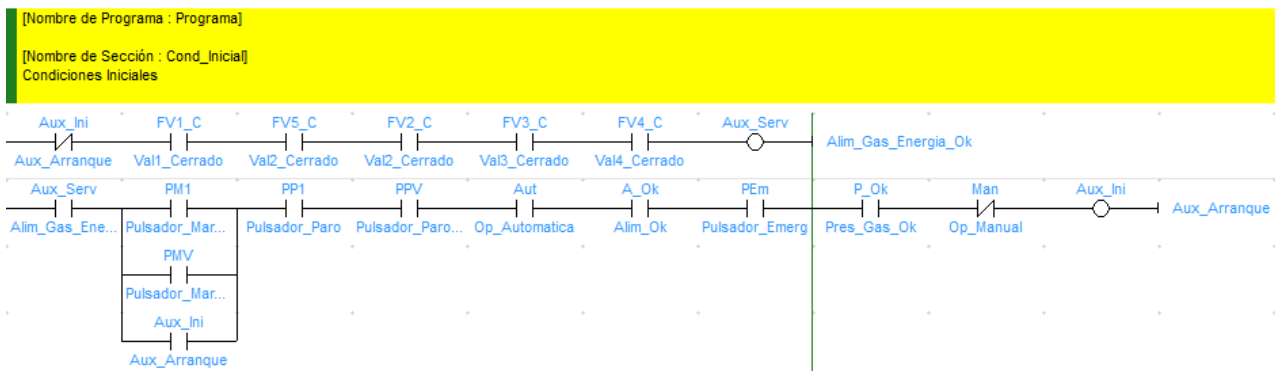 [Nombre de Programa : Programa]
[Nombre de Sección : Cond_Inicial]
Condiciones Iniciales
Aux_Ini FV1_C FV5_C FV2_C FV3_C FV4_C Aux_Serv
Alim_Gas_Energia_Ok
Aux_Arranque Val1_Cerrado Val2_Cerrado Val2_Cerrado Val3_Cerrado Val4_Cerrado
Aux_Serv PM1 PP1 PPV Aut A_Ok PEm P_Ok Man Aux_Ini
Aux_Arranque
Alim_Gas_Ene... Pulsador_Mar... Pulsador_Paro Pulsador_Paro... Op_Automatica Alim_Ok Pulsador_Emerg Pres_Gas_Ok Op_Manual
PMV
Pulsador_Mar...
Aux_Ini
Aux_Arranque